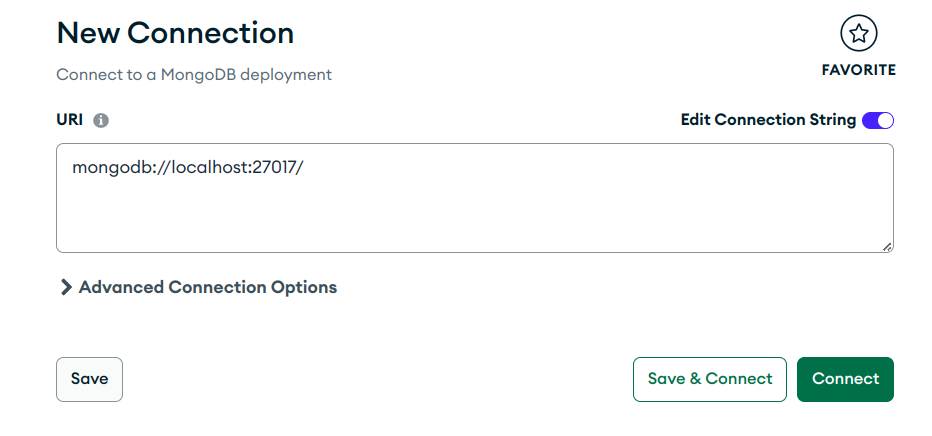 New Connection
FAVORITE
Connect to a MongoDB deployment
URI
Edit Connection String
mongodb://localhost:27017/
Advanced Connection Options
Save
Save & Connect
Connect